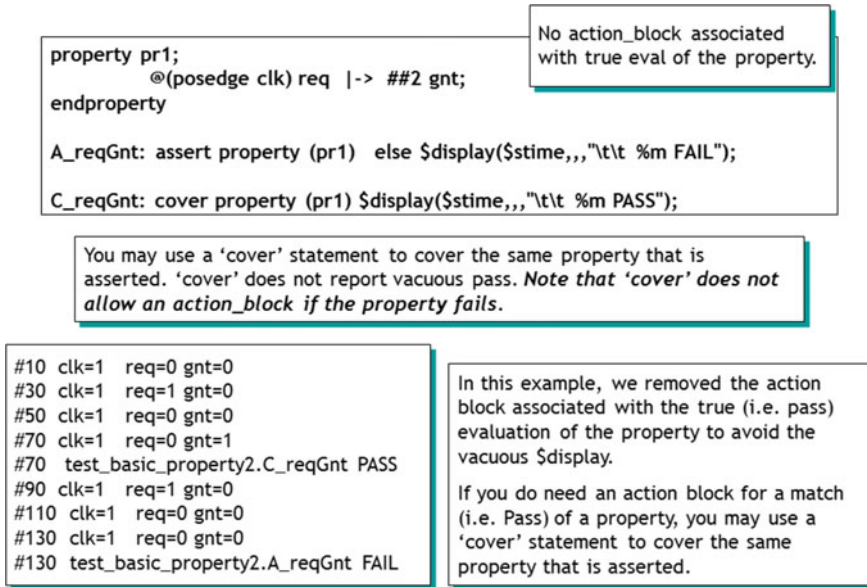 No action_block associated
with true eval of the property.
property pr1;
@(posedge clk) req |-> ##2 gnt;
endproperty
A_reqGnt: assert property (pr1) else $display($stime,,,"\t\t %m FAIL");
C_reqGnt: cover property (pr1) $display($stime,,,"\t\t %m PASS");
You may use a ‘cover’ statement to cover the same property that is
asserted. ‘cover’ does not report vacuous pass. Note that ‘cover’ does not
allow an action_block if the property fails.
#10 clk=1 req=0 gnt=0
#30 clk=1 req=1 gnt=0
#50 clk=1 req=0 gnt=0
#70 clk=1 req=0 gnt=1
#70 test_basic_property2.C_reqGnt PASS
#90 clk=1 req=1 gnt=0
#110 clk=1 req=0 gnt=0
#130 clk=1 req=0 gnt=0
#130 test_basic_property2.A_reqGnt FAIL
In this example, we removed the action
block associated with the true (i.e. pass)
evaluation of the property to avoid the
vacuous $display.
If you do need an action block for a match
(i.e. Pass) of a property, you may use a
‘cover’ statement to cover the same
property that is asserted.